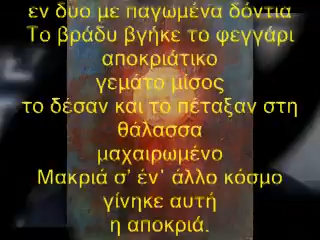 εν δυο με παγωμένα δόντια
Το βράδυ βγήκε το φεγγάρι
αποκριάτικο
γεμάτο μίσος
το δέσαν και το πέταξαν στη
θάλασσα
μαχαιρωμένο
Μακριά σ' έν' άλλο κόσμο
γίνηκε αυτή
η αποκριά.